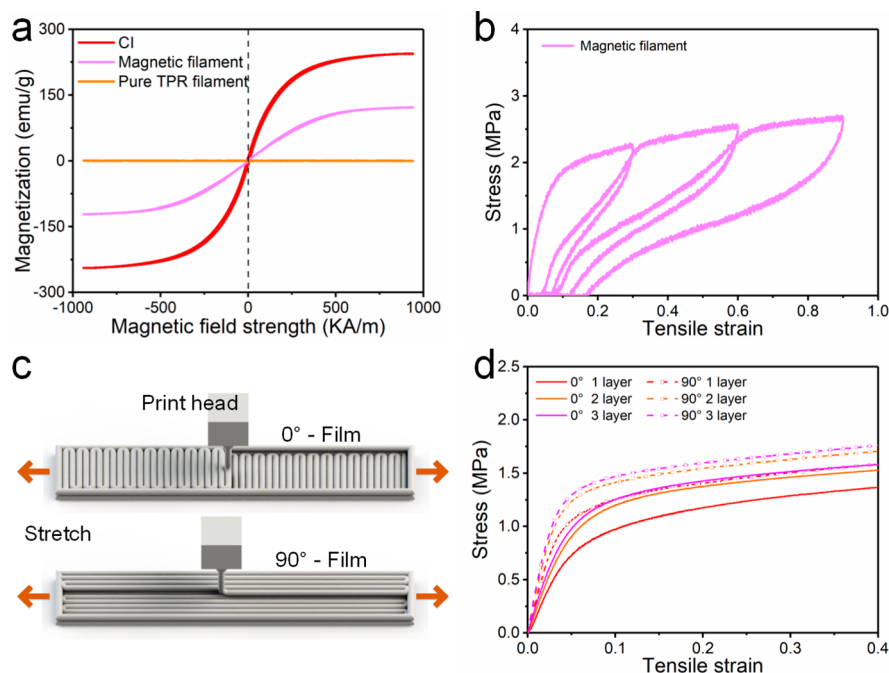 a
300
150
0
-150
-300
-1000
-500
0
500
1000
Magnetization (emu/g)
Magnetic field strength (KA/m)
CI
Magnetic filament
Pure TPR filament
b
4
3
2
1
0
0.0
0.2
0.4
0.6
0.8
1.0
Stress (MPa)
Tensile strain
Magnetic filament
c
Print head
0° - Film
Stretch
90° - Film
d
2.5
2.0
1.5
1.0
0.5
0.0
0.0
0.1
0.2
0.3
0.4
Stress (MPa)
Tensile strain
0° 1 layer
90° 1 layer
0° 2 layer
90° 2 layer
0° 3 layer
90° 3 layer